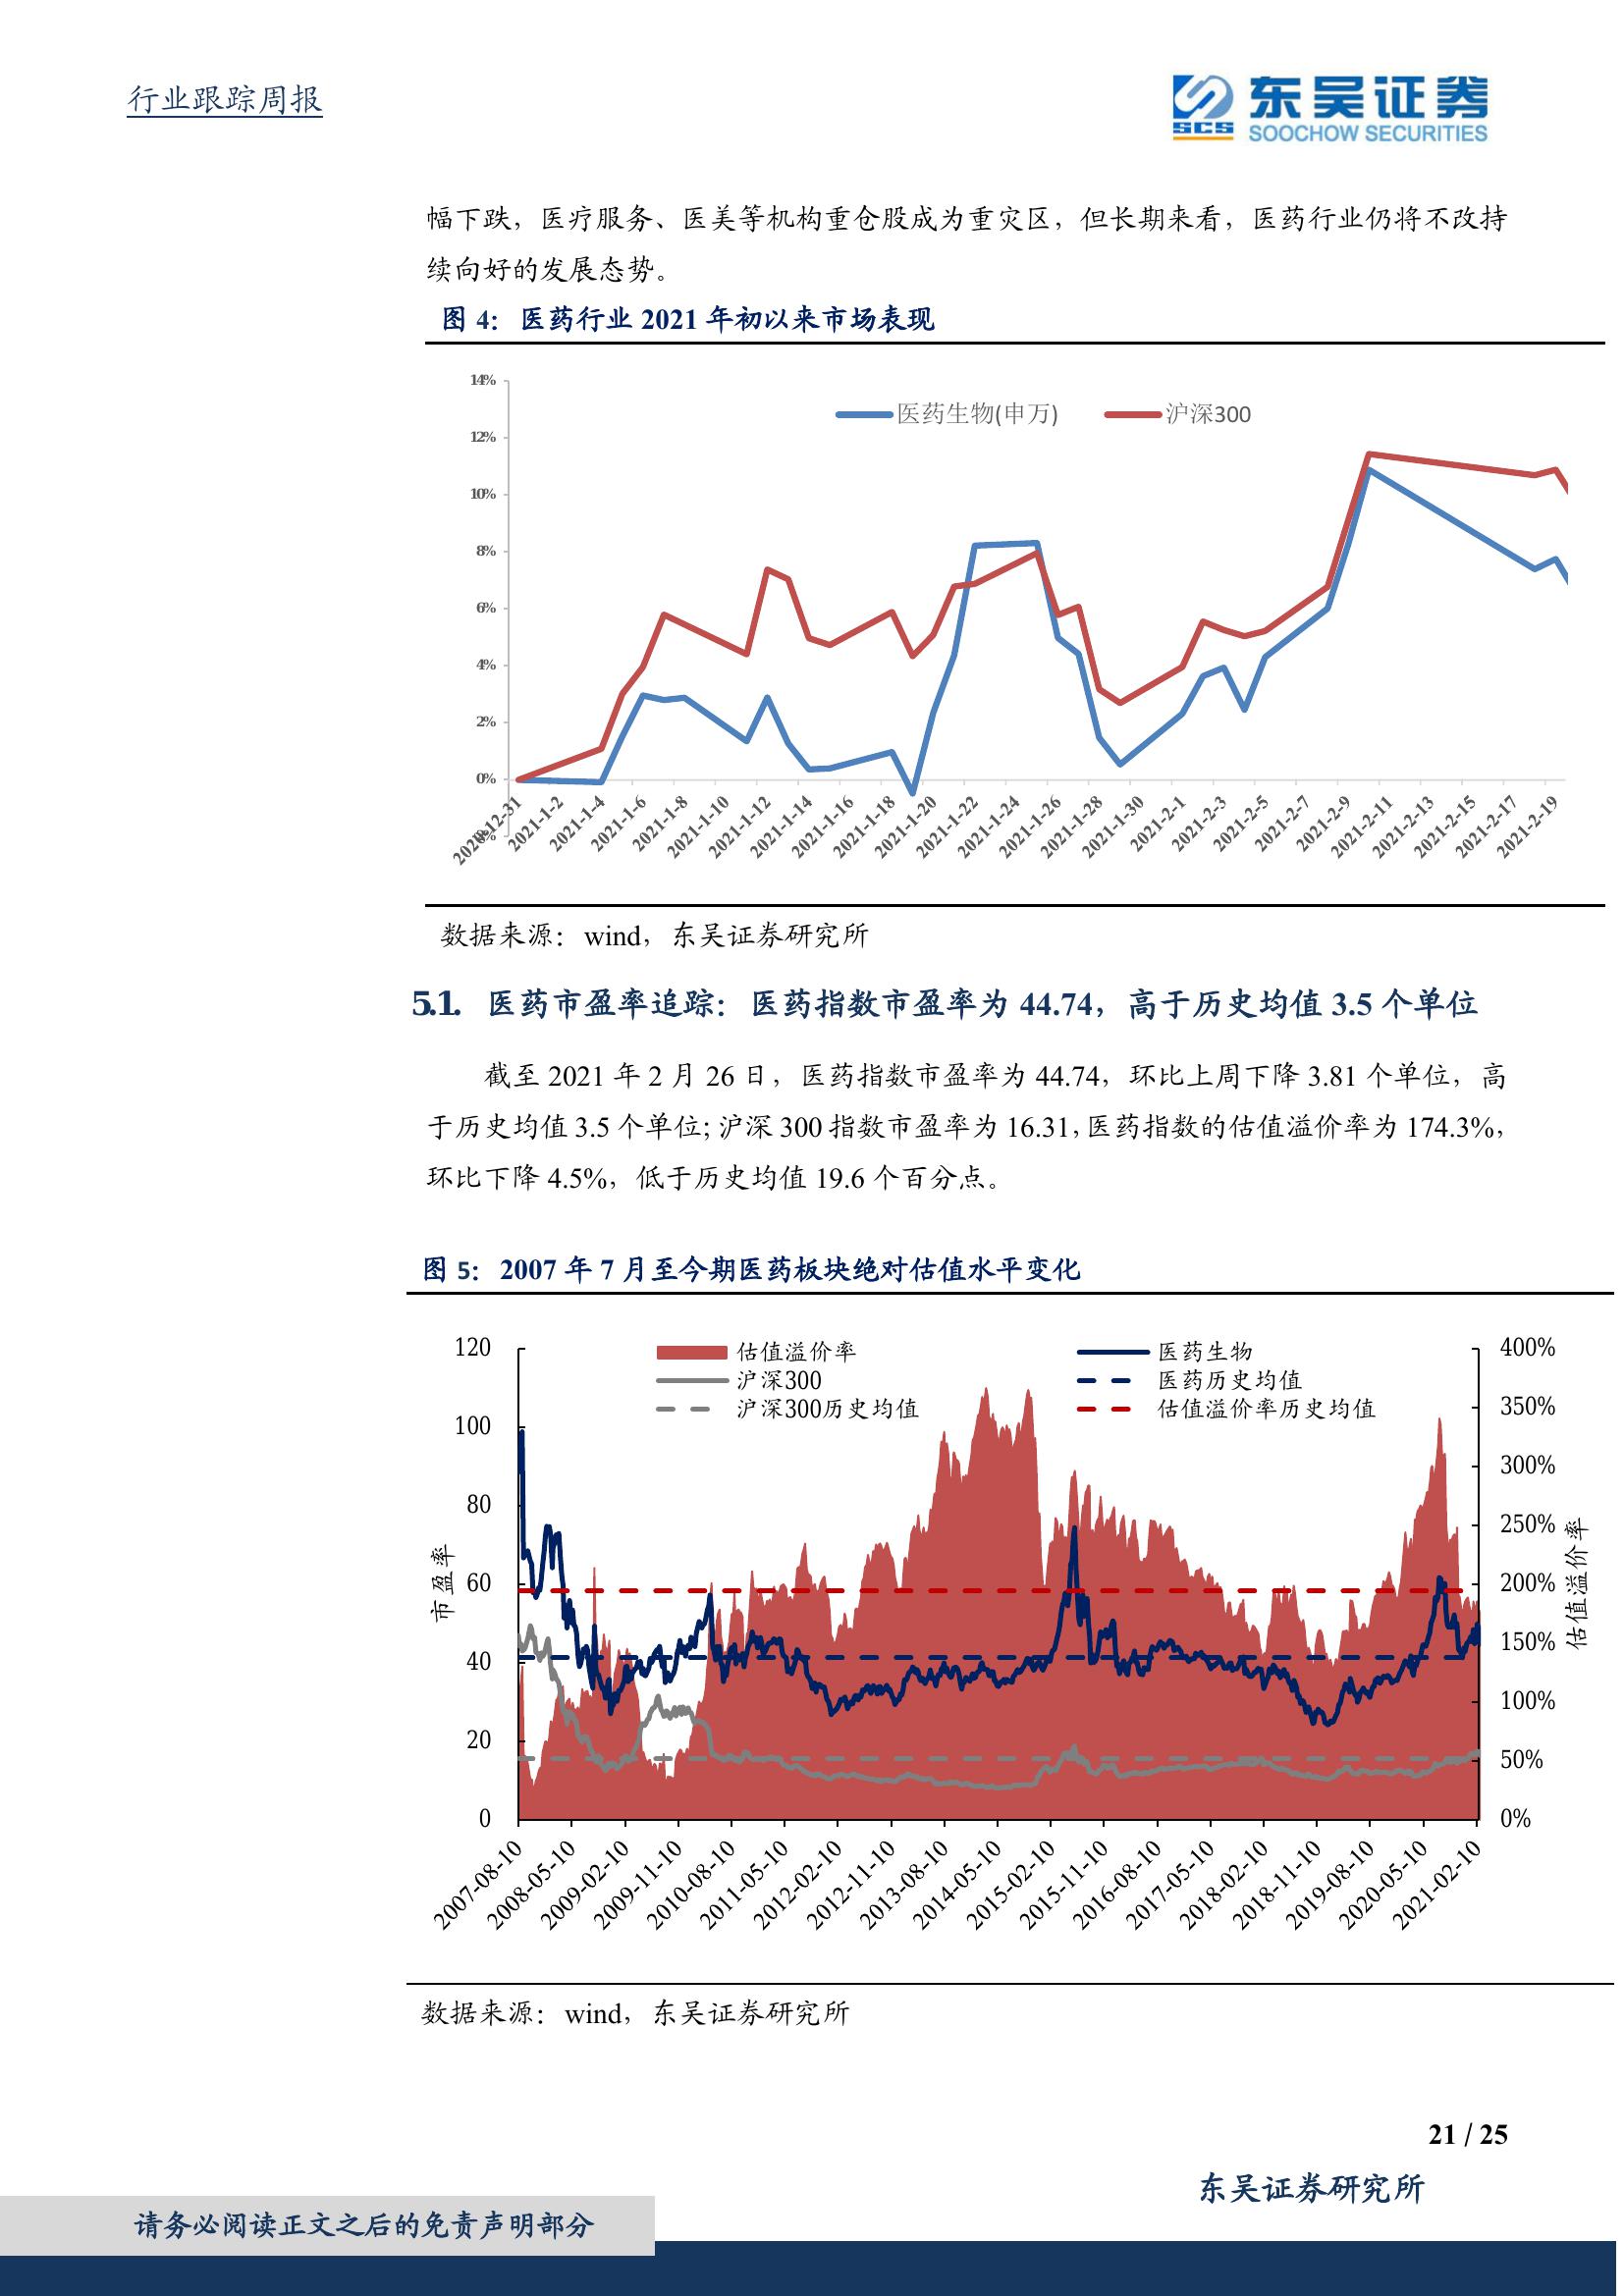 行业跟踪周报
东吴证券
SCS
SOOCHOW SECURITIES
幅下跌，医疗服务、医美等机构重仓股成为重灾区，但长期来看，医药行业仍将不改持
续向好的发展态势。
图 4： 医药行业 2021 年初以来市场表现
14%
12%
10%
8%
6%
4%
2%
0%
医药生物(申万)
沪深300
2020-12-31
2021-1-2
2021-1-4
2021-1-6
2021-1-8
2021-1-10
2021-1-12
2021-1-14
2021-1-16
2021-1-18
2021-1-20
2021-1-22
2021-1-24
2021-1-26
2021-1-28
2021-1-30
2021-2-1
2021-2-3
2021-2-5
2021-2-7
2021-2-9
2021-2-11
2021-2-13
2021-2-15
2021-2-17
2021-2-19
数据来源：wind，东吴证券研究所
5.1. 医药市盈率追踪：医药指数市盈率为 44.74，高于历史均值 3.5 个单位
截至 2021 年 2 月 26 日，医药指数市盈率为 44.74，环比上周下降 3.81 个单位，高
于历史均值 3.5 个单位；沪深 300 指数市盈率为 16.31，医药指数的估值溢价率为 174.3%，
环比下降 4.5%，低于历史均值 19.6 个百分点。
图 5： 2007 年 7 月至今期医药板块绝对估值水平变化
估值溢价率
医药生物
沪深300
医药历史均值
沪深300历史均值
估值溢价率历史均值
市盈率
120
100
80
60
40
20
0
400%
350%
300%
250%
200%
150%
100%
50%
0%
估值溢价率
2007-08-10
2008-05-10
2009-02-10
2009-11-10
2010-08-10
2011-05-10
2012-02-10
2012-11-10
2013-08-10
2014-05-10
2015-02-10
2015-11-10
2016-08-10
2017-05-10
2018-02-10
2018-11-10
2019-08-10
2020-05-10
2021-02-10
数据来源：wind，东吴证券研究所
21 / 25
东吴证券研究所
请务必阅读正文之后的免责声明部分